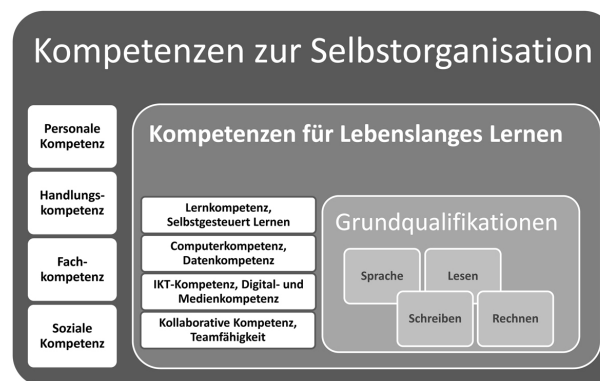 Kompetenzen zur Selbstorganisation
Personale
Kompetenz
Handlungs-
kompetenz
Fach-
kompetenz
Soziale
Kompetenz
Kompetenzen für Lebenslanges Lernen
Lernkompetenz,
Selbstgesteuert Lernen
Computerkompetenz,
Datenkompetenz
IKT-Kompetenz, Digital- und
Medienkompetenz
Kollaborative Kompetenz,
Teamfähigkeit
Grundqualifikationen
Sprache
Lesen
Schreiben
Rechnen